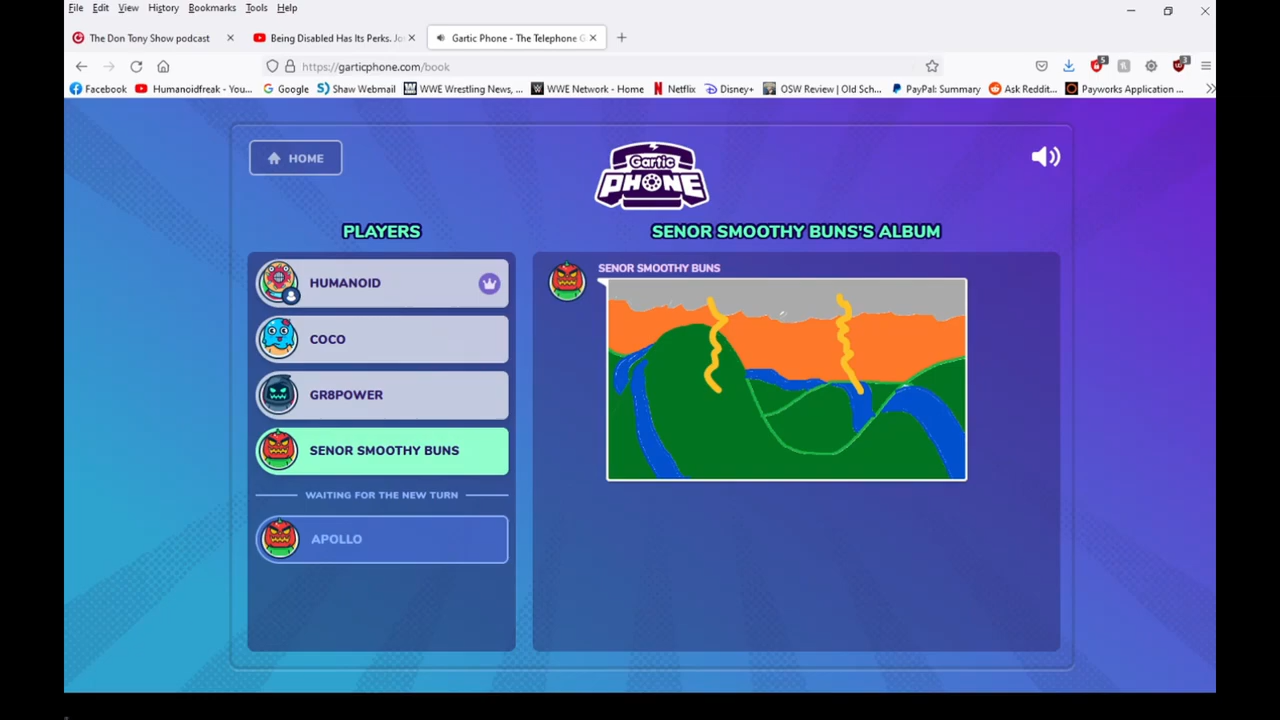 File Edit View History Bookmarks Tools Help
The Don Tony Show podcast
Being Disabled Has Its Perks. Jo
Gartic Phone - The Telephone G
https://garticphone.com/book
5
3
Facebook
Humanoidfreak - You...
Google
Shaw Webmail
WWE Wrestling News, ...
WWE Network - Home
Netflix
Disney+
OSW Review | Old Sch...
PayPal: Summary
Ask Reddit...
Payworks Application ...
HOME
Gartic
PHONE
PLAYERS
SENOR SMOOTHY BUNS'S ALBUM
HUMANOID
COCO
GR8POWER
SENOR SMOOTHY BUNS
WAITING FOR THE NEW TURN
APOLLO
SENOR SMOOTHY BUNS